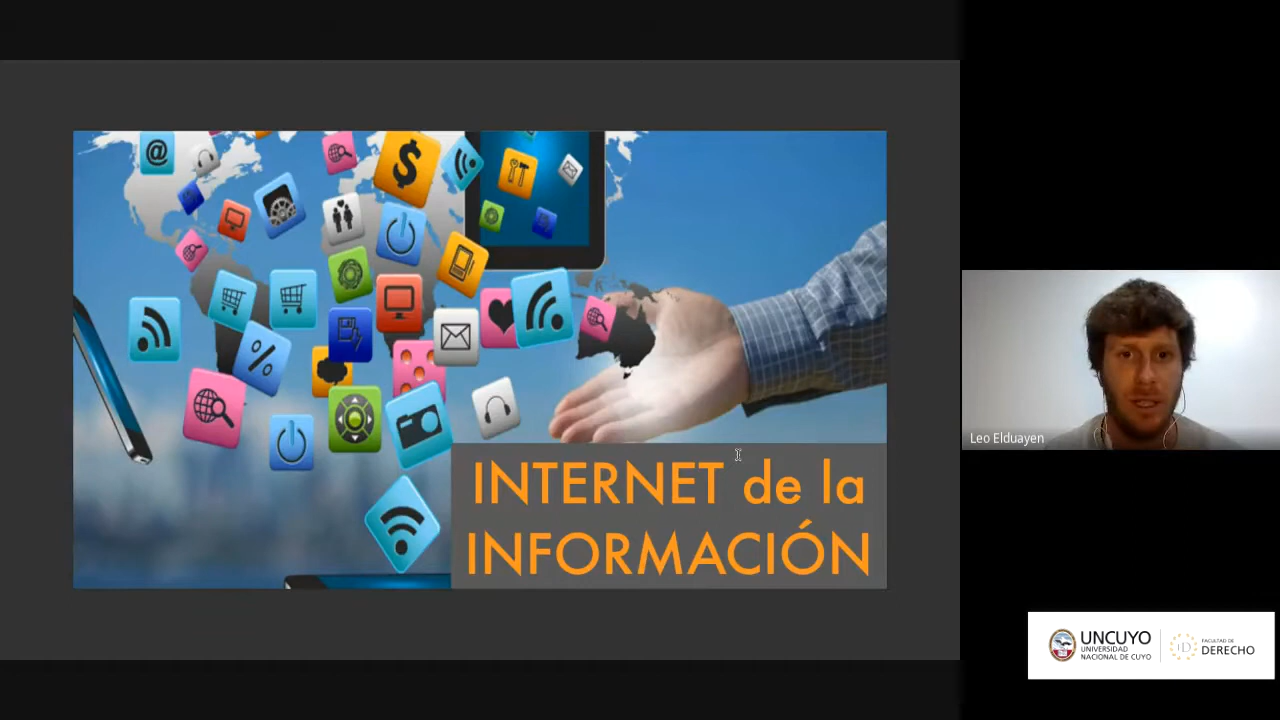 @
$
%
INTERNET de la
INFORMACIÓN
Leo Elduayen
UNCUYO
UNIVERSIDAD
NACIONAL DE CUYO
FACULTAD DE
DERECHO